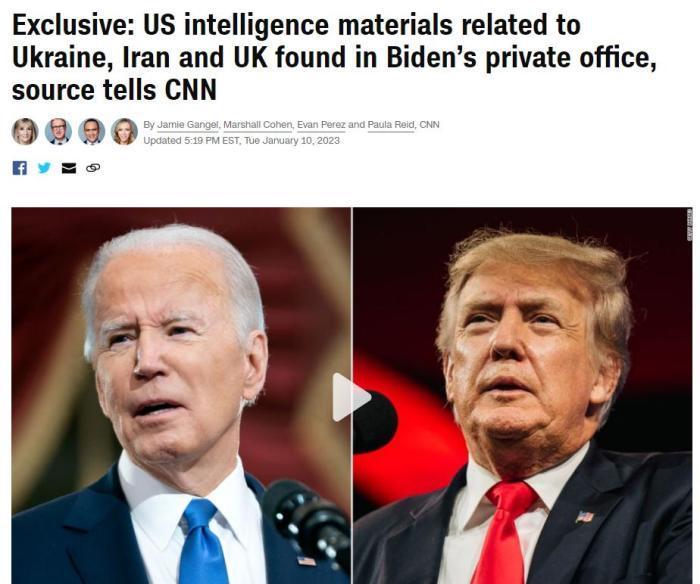 Exclusive: US intelligence materials related to
Ukraine, Iran and UK found in Biden's private office,
source tells CNN
By Jamie Gangel, Marshall Cohen, Evan Perez and Paula Reid, CNN
Updated 5:19 PM EST, Tue January 10, 2023